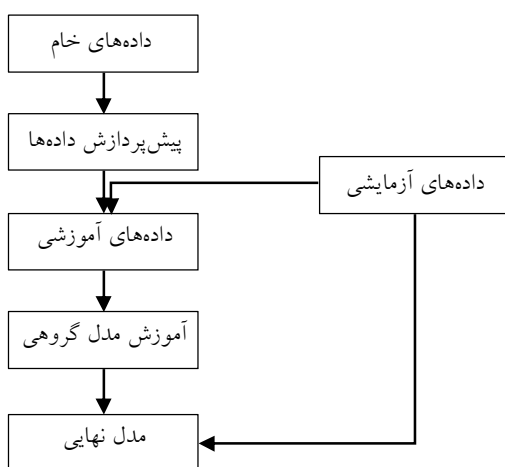 داده‌های خام
پیش‌پردازش داده‌ها
داده‌های آزمایشی
داده‌های آموزشی
آموزش مدل گروهی
مدل نهایی